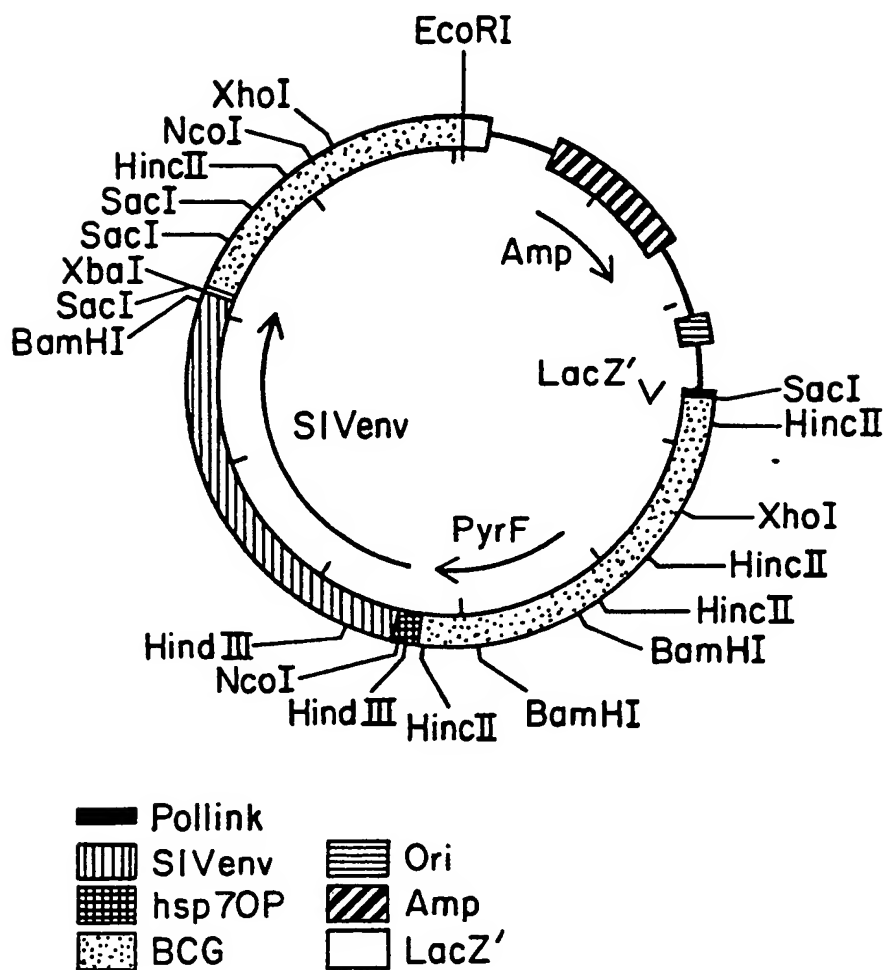 EcoRI
XhoI
NcoI
HincII
SacI
SacI
XbaI
SacI
BamHI
Amp
LacZ'
SacI
HincII
SIVenv
XhoI
PyrF
HincII
HincII
BamHI
HindIII
NcoI
HindIII
HincII
BamHI
Pollink
SIVenv
hsp70P
BCG
Ori
Amp
LacZ'